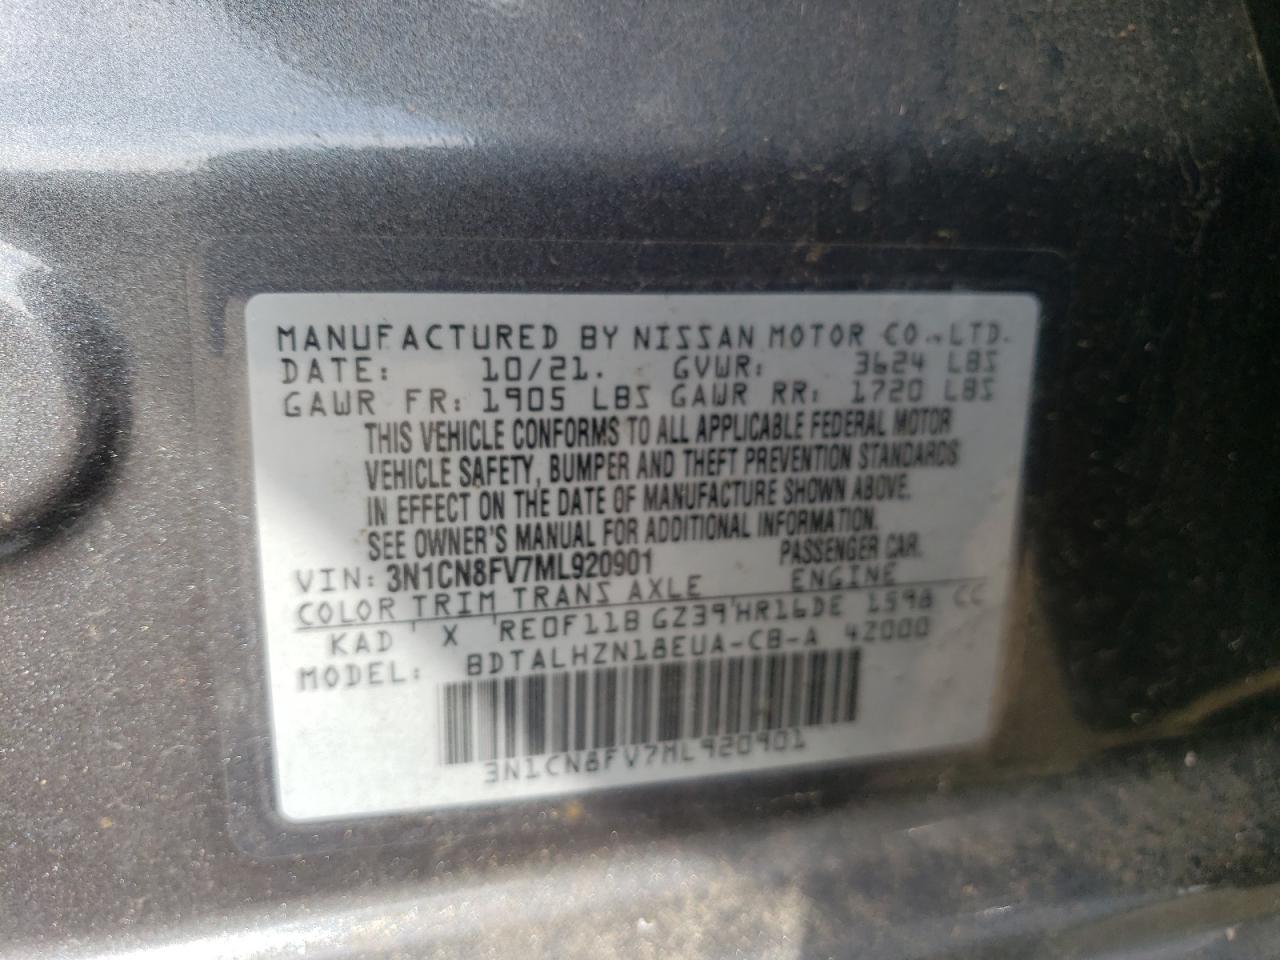 MANUFACTURED BY NISSAN MOTOR CO.,LTD.
DATE: 10/21. GVWR: 3624 LBS
GAWR FR: 1905 LBS GAWR RR: 1720 LBS
THIS VEHICLE CONFORMS TO ALL APPLICABLE FEDERAL MOTOR
VEHICLE SAFETY, BUMPER AND THEFT PREVENTION STANDARDS
IN EFFECT ON THE DATE OF MANUFACTURE SHOWN ABOVE.
SEE OWNER'S MANUAL FOR ADDITIONAL INFORMATION.
VIN: 3N1CN8FV7ML920901 PASSENGER CAR.
COLOR TRIM TRANS AXLE ENGINE
KAD X RE0F11B GZ39 HR16DE 1598 CC
MODEL: BDTALHZN18EUA-CB-A 42000
3N1CN8FV7ML920901